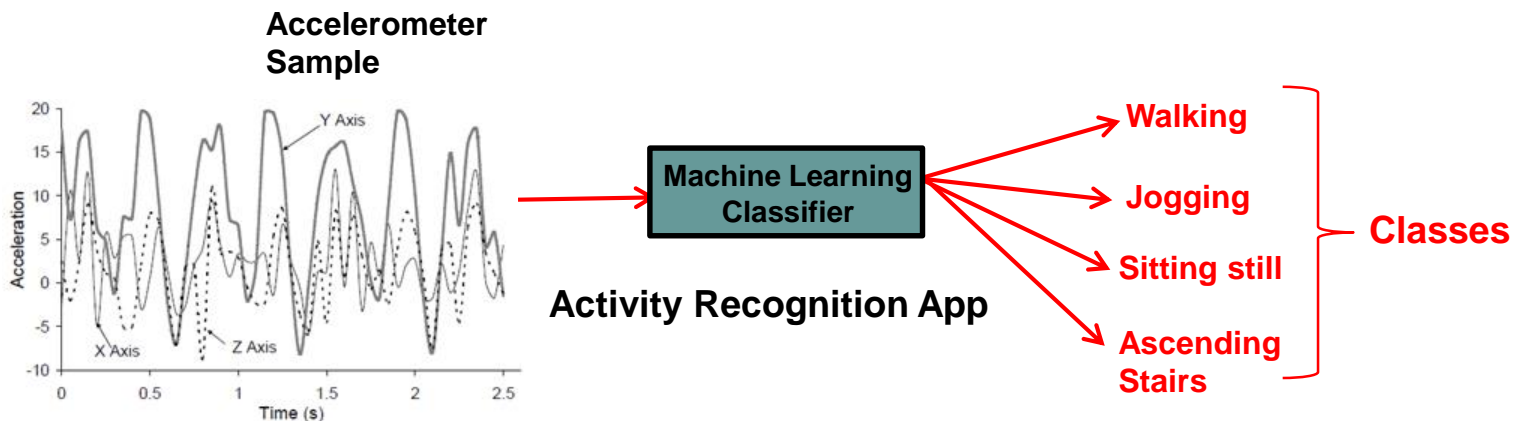 Accelerometer
Sample
20
15
10
5
0
-5
-10
Acceleration
Y Axis
X Axis
Z Axis
0
0.5
1
1.5
2
2.5
Time (s)
Machine Learning
Classifier
Activity Recognition App
Walking
Jogging
Sitting still
Ascending
Stairs
Classes